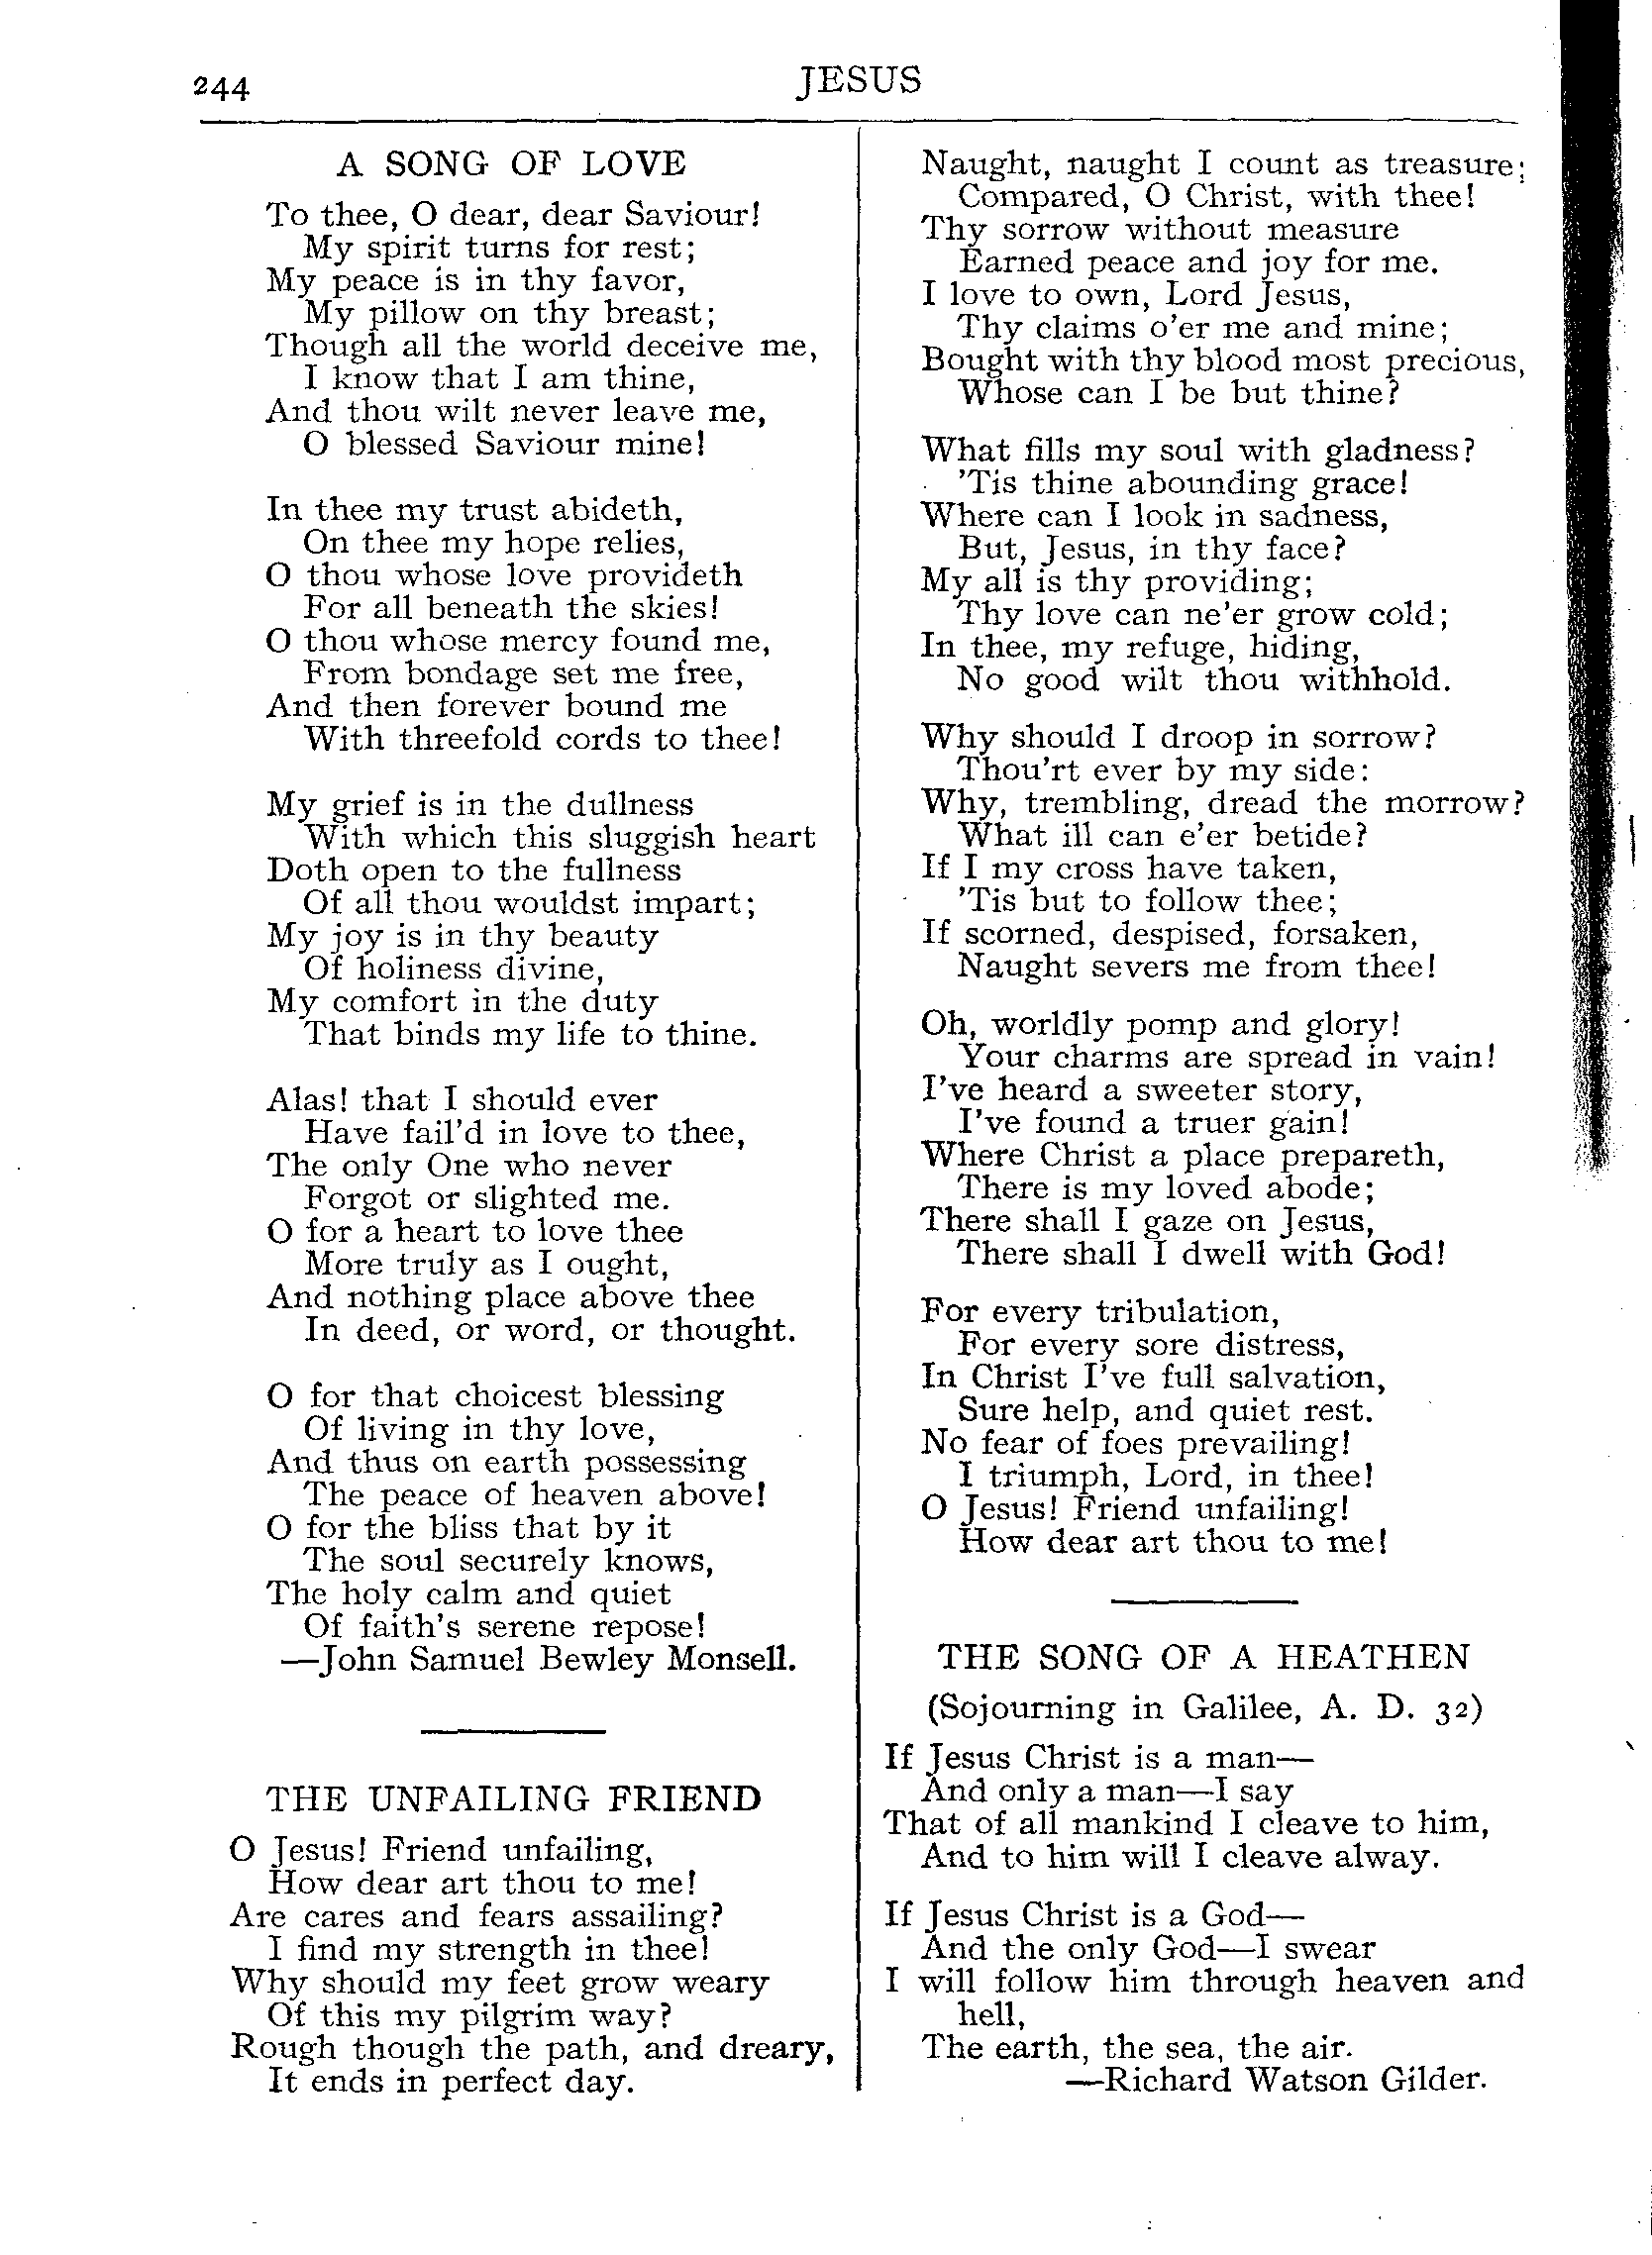 244
JESUS
A SONG OF LOVE
To thee, O dear, dear Saviour!
My spirit turns for rest;
My peace is in thy favor,
My pillow on thy breast;
Though all the world deceive me,
I know that I am thine,
And thou wilt never leave me,
O blessed Saviour mine!
In thee my trust abideth,
On thee my hope relies,
O thou whose love provideth
For all beneath the skies!
O thou whose mercy found me,
From bondage set me free,
And then forever bound me
With threefold cords to thee!
My grief is in the dullness
With which this sluggish heart
Doth open to the fullness
Of all thou wouldst impart;
My joy is in thy beauty
Of holiness divine,
My comfort in the duty
That binds my life to thine.
Alas! that I should ever
Have fail'd in love to thee,
The only One who never
Forgot or slighted me.
O for a heart to love thee
More truly as I ought,
And nothing place above thee
In deed, or word, or thought.
O for that choicest blessing
Of living in thy love,
And thus on earth possessing
The peace of heaven above!
O for the bliss that by it
The soul securely knows,
The holy calm and quiet
Of faith's serene repose!
—John Samuel Bewley Monsell.
THE UNFAILING FRIEND
O Jesus! Friend unfailing,
How dear art thou to me!
Are cares and fears assailing?
I find my strength in thee!
Why should my feet grow weary
Of this my pilgrim way?
Rough though the path, and dreary,
It ends in perfect day.
Naught, naught I count as treasure;
Compared, O Christ, with thee!
Thy sorrow without measure
Earned peace and joy for me.
I love to own, Lord Jesus,
Thy claims o'er me and mine;
Bought with thy blood most precious,
Whose can I be but thine?
What fills my soul with gladness?
'Tis thine abounding grace!
Where can I look in sadness,
But, Jesus, in thy face?
My all is thy providing;
Thy love can ne'er grow cold;
In thee, my refuge, hiding,
No good wilt thou withhold.
Why should I droop in sorrow?
Thou'rt ever by my side:
Why, trembling, dread the morrow?
What ill can e'er betide?
If I my cross have taken,
'Tis but to follow thee;
If scorned, despised, forsaken,
Naught severs me from thee!
Oh, worldly pomp and glory!
Your charms are spread in vain!
I've heard a sweeter story,
I've found a truer gain!
Where Christ a place prepareth,
There is my loved abode;
There shall I gaze on Jesus,
There shall I dwell with God!
For every tribulation,
For every sore distress,
In Christ I've full salvation,
Sure help, and quiet rest.
No fear of foes prevailing!
I triumph, Lord, in thee!
O Jesus! Friend unfailing!
How dear art thou to me!
THE SONG OF A HEATHEN
(Sojourning in Galilee, A. D. 32)
If Jesus Christ is a man—
And only a man—I say
That of all mankind I cleave to him,
And to him will I cleave alway.
If Jesus Christ is a God—
And the only God—I swear
I will follow him through heaven and
hell,
The earth, the sea, the air.
—Richard Watson Gilder.